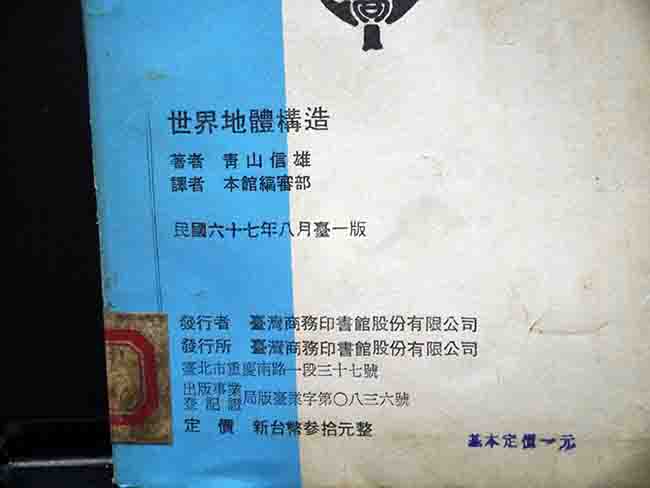 世界地體構造
著者　靑山信雄
譯者　本館編審部
民國六十七年八月臺一版
發行者　臺灣商務印書館股份有限公司
發行所　臺灣商務印書館股份有限公司
臺北市重慶南路一段三十七號
出版事業
登記證 局版臺業字第〇八三六號
定價　新台幣參拾元整
基本定價一元